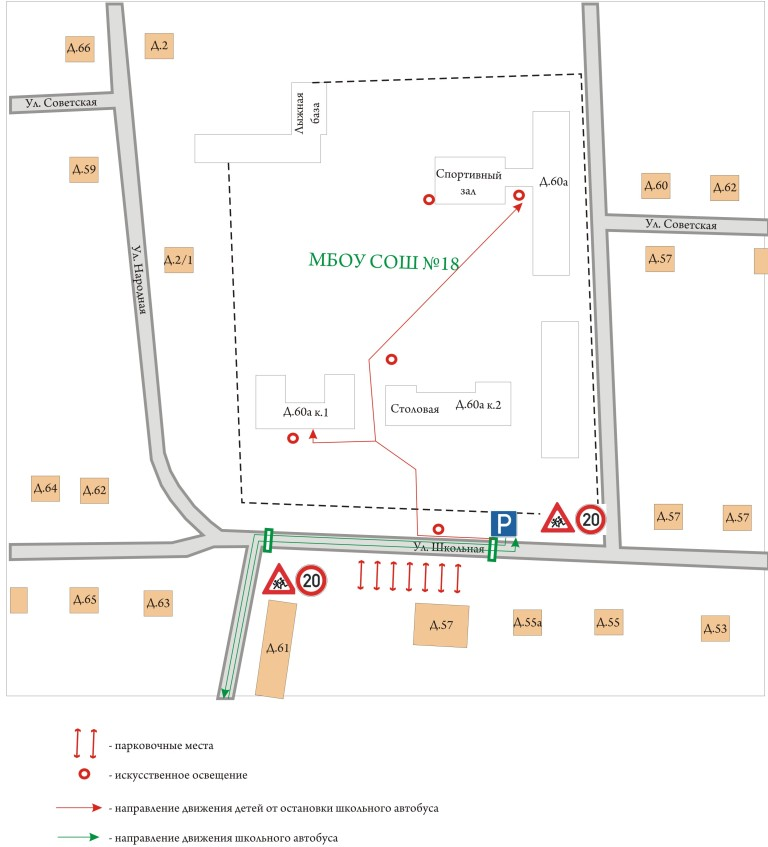 Д.66
Д.2
Ул. Советская
Лыжная
база
Д.59
Спортивный
зал
Д.60а
Д.60
Д.62
Ул. Советская
Ул. Народная
Д.2/1
МБОУ СОШ №18
Д.57
Д.60а к.1
Столовая
Д.60а к.2
Д.64
Д.62
P
20
Д.57
Д.57
Ул. Школьная
20
Д.65
Д.63
Д.57
Д.55а
Д.55
Д.53
Д.61
- парковочные места
- искусственное освещение
- направление движения детей от остановки школьного автобуса
- направление движения школьного автобуса